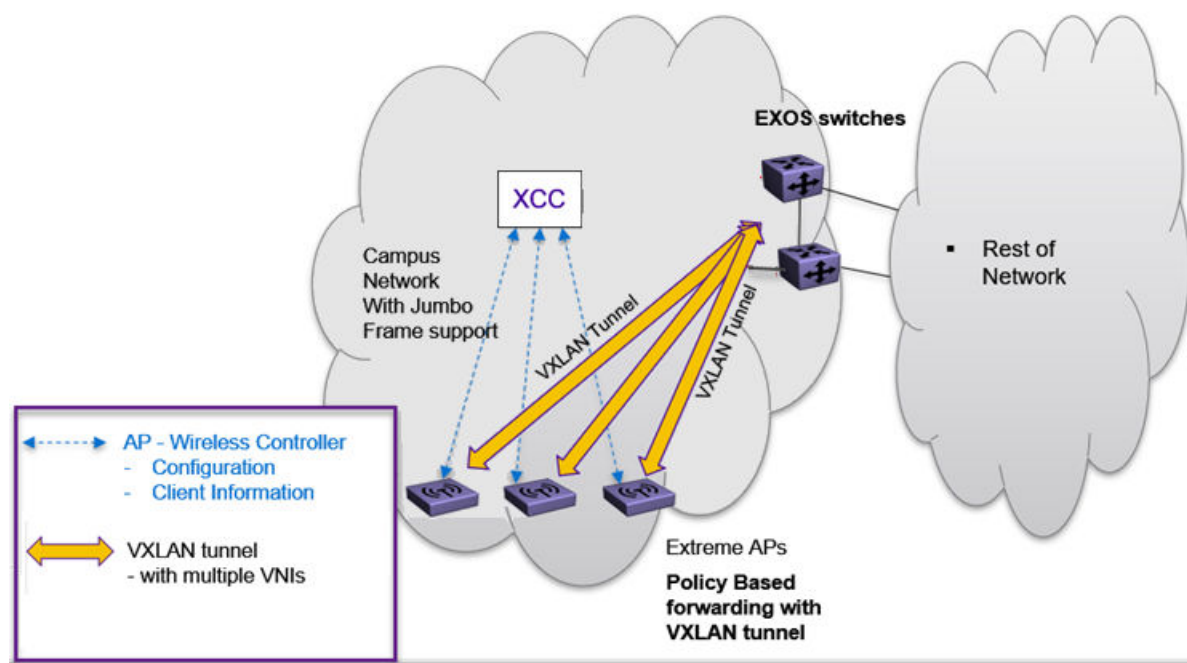 EXOS switches
XCC
Campus
Network
With Jumbo
Frame support
VXLAN Tunnel
VXLAN Tunnel
▪ Rest of
Network
AP - Wireless Controller
- Configuration
- Client Information
VXLAN tunnel
- with multiple VNIs
Extreme APs
Policy Based
forwarding with
VXLAN tunnel